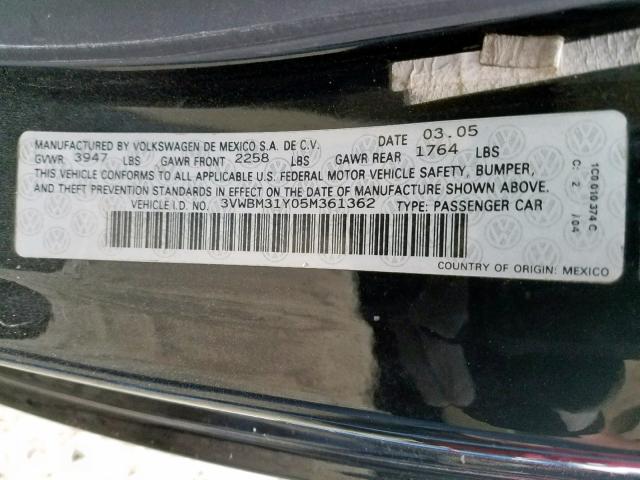 MANUFACTURED BY VOLKSWAGEN DE MEXICO S.A. DE C.V. DATE 03.05
GVWR 3947 LBS GAWR FRONT 2258 LBS GAWR REAR 1764 LBS
THIS VEHICLE CONFORMS TO ALL APPLICABLE U.S. FEDERAL MOTOR VEHICLE SAFETY, BUMPER,
AND THEFT PREVENTION STANDARDS IN EFFECT ON THE DATE OF MANUFACTURE SHOWN ABOVE.
VEHICLE I.D. NO. 3VWBM31Y05M361362 TYPE: PASSENGER CAR
COUNTRY OF ORIGIN: MEXICO
1C0 010 374 C
C: 2 /04